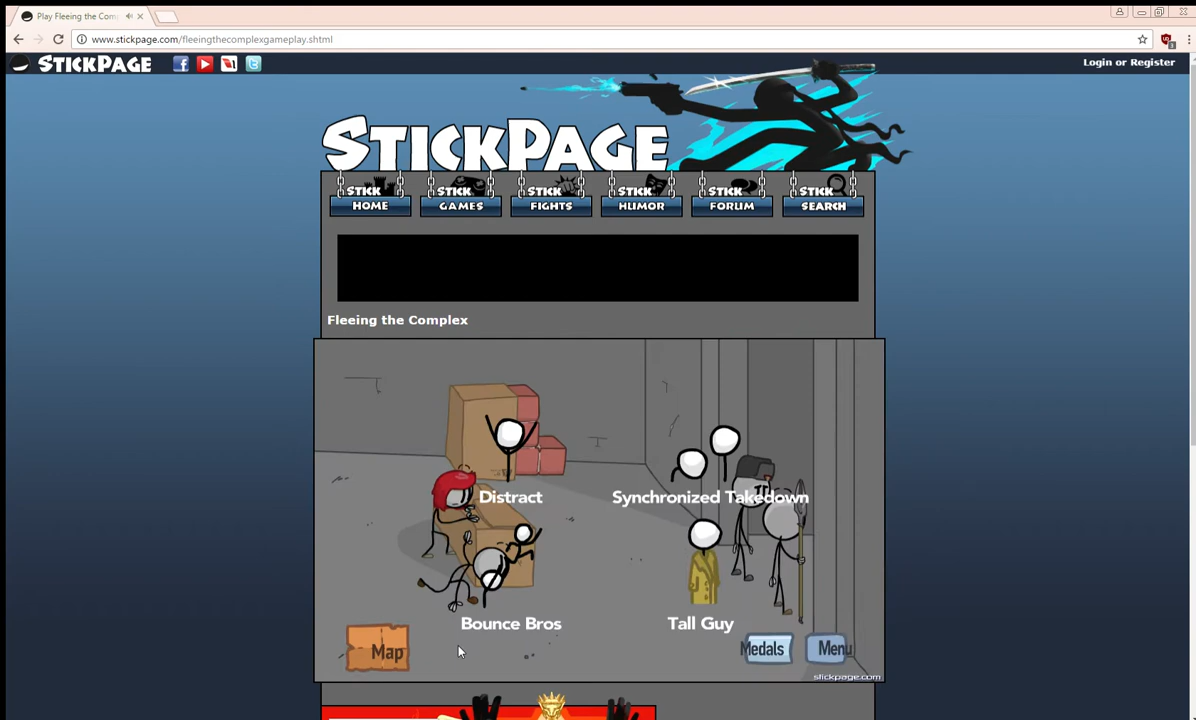 Play Fleeing the Com
www.stickpage.com/fleeingthecomplexgameplay.shtml
STICKPAGE
Login or Register
STICKPAGE
STICK HOME
STICK GAMES
STICK FIGHTS
STICK HUMOR
STICK FORUM
STICK SEARCH
Fleeing the Complex
Distract
Synchronized Takedown
Bounce Bros
Tall Guy
Map
Medals
Menu
stickpage.com